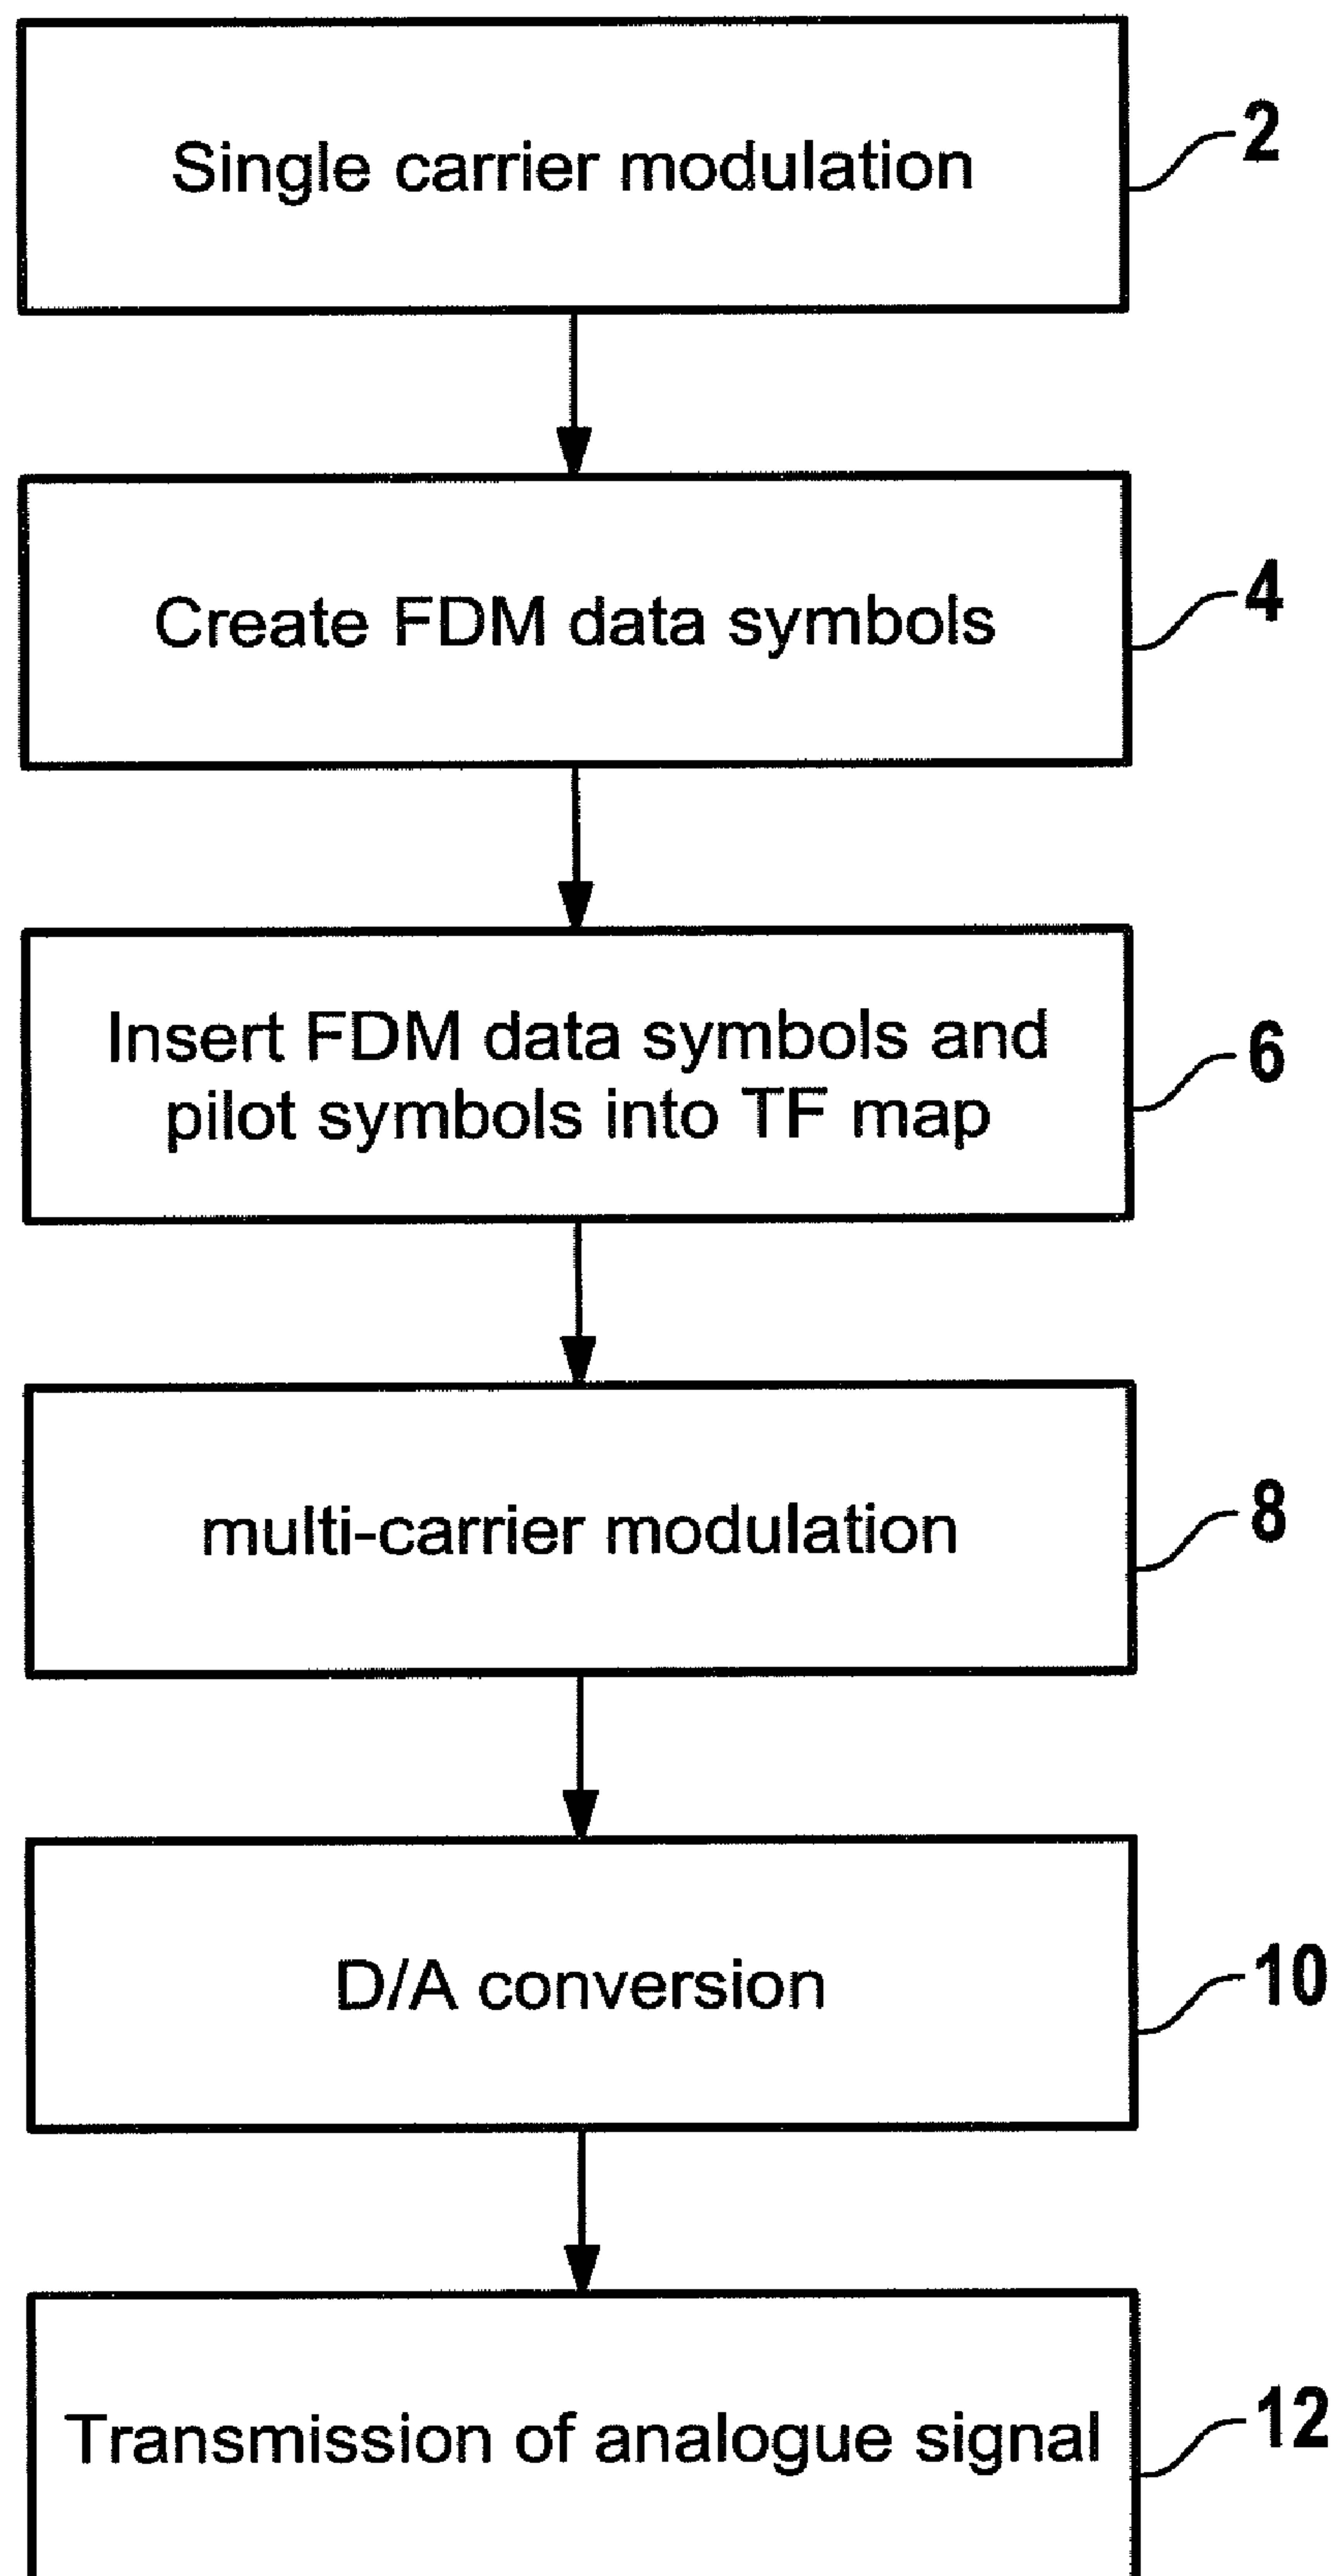 Single carrier modulation
2
Create FDM data symbols
4
Insert FDM data symbols and
pilot symbols into TF map
6
multi-carrier modulation
8
D/A conversion
10
Transmission of analogue signal
12